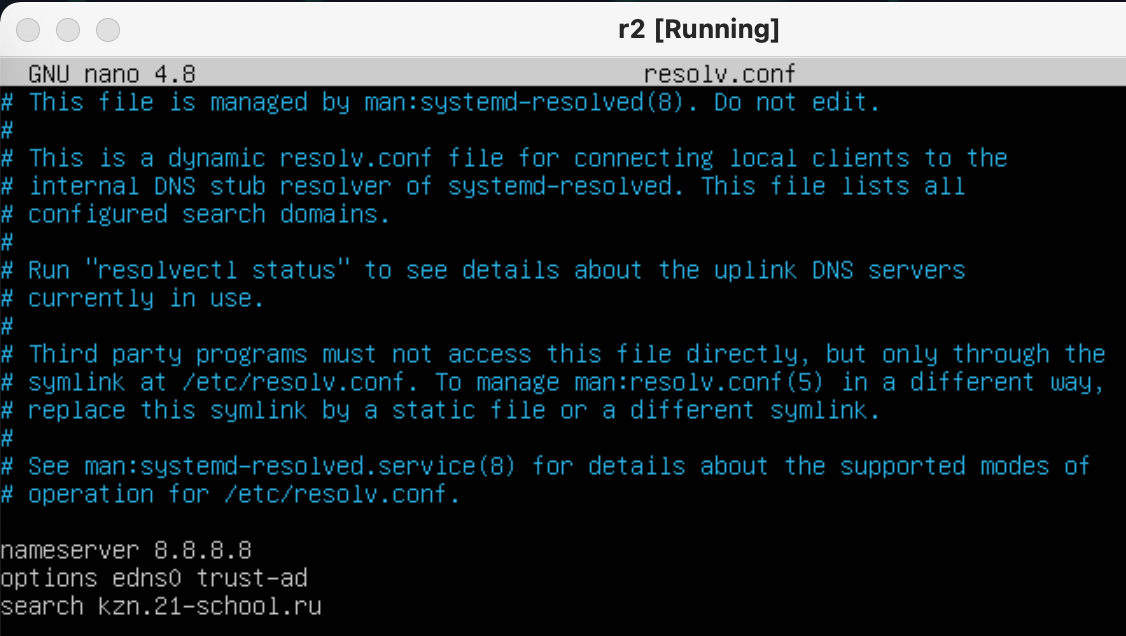 r2 [Running]
GNU nano 4.8 resolv.conf
# This file is managed by man:systemd-resolved(8). Do not edit.
#
# This is a dynamic resolv.conf file for connecting local clients to the
# internal DNS stub resolver of systemd-resolved. This file lists all
# configured search domains.
#
# Run "resolvectl status" to see details about the uplink DNS servers
# currently in use.
#
# Third party programs must not access this file directly, but only through the
# symlink at /etc/resolv.conf. To manage man:resolv.conf(5) in a different way,
# replace this symlink by a static file or a different symlink.
#
# See man:systemd-resolved.service(8) for details about the supported modes of
# operation for /etc/resolv.conf.
nameserver 8.8.8.8
options edns0 trust-ad
search kzn.21-school.ru